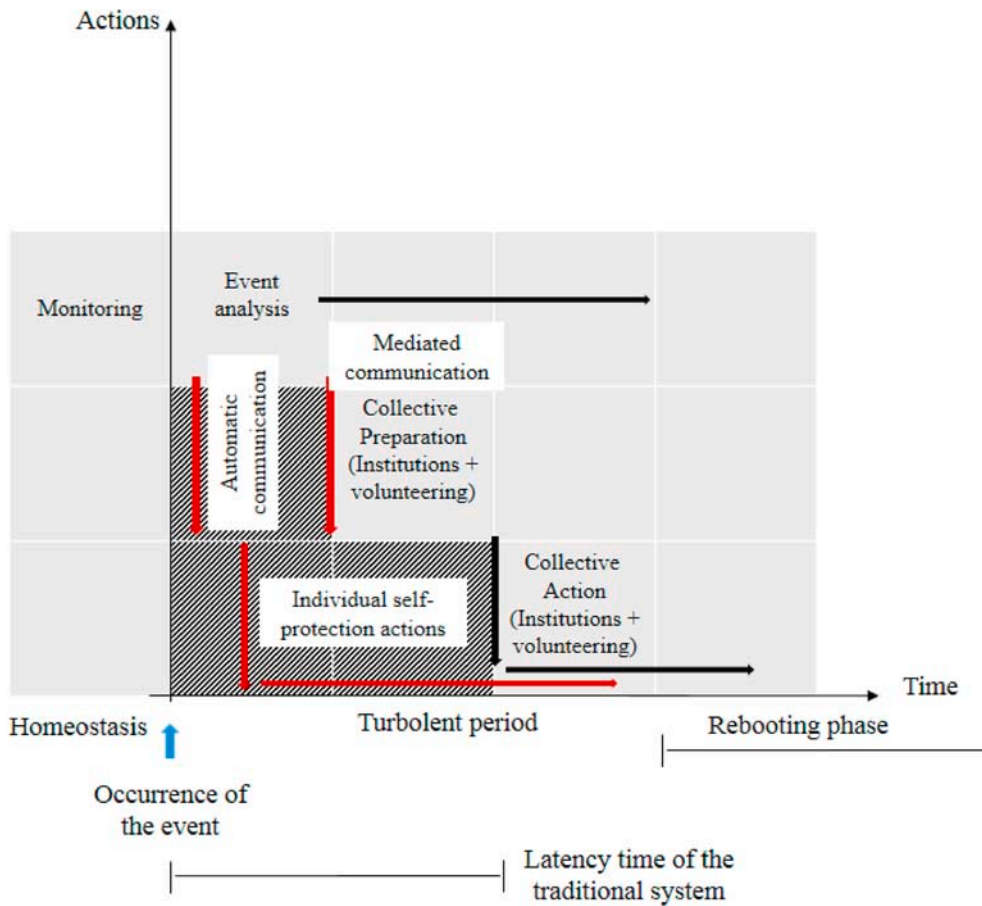 Actions
Monitoring
Event
analysis
Mediated
communication
Automatic
communication
Collective
Preparation
(Institutions +
volunteering)
Individual self-
protection actions
Collective
Action
(Institutions +
volunteering)
Time
Homeostasis
Turbolent period
Rebooting phase
Occurrence of
the event
Latency time of the
traditional system